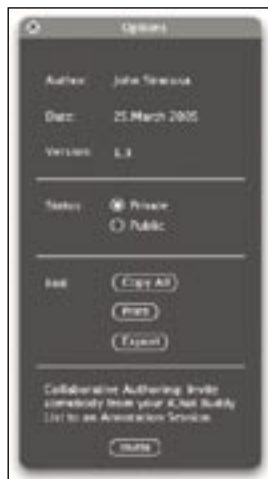 Options
Author: John
Date: 25 March 2005
Version:
Status: Private
Public
Copy All
Print
Export
Collaborative Authoring: Invite
somebody from your iChat Buddy
List to an Annotation Session.
Invite